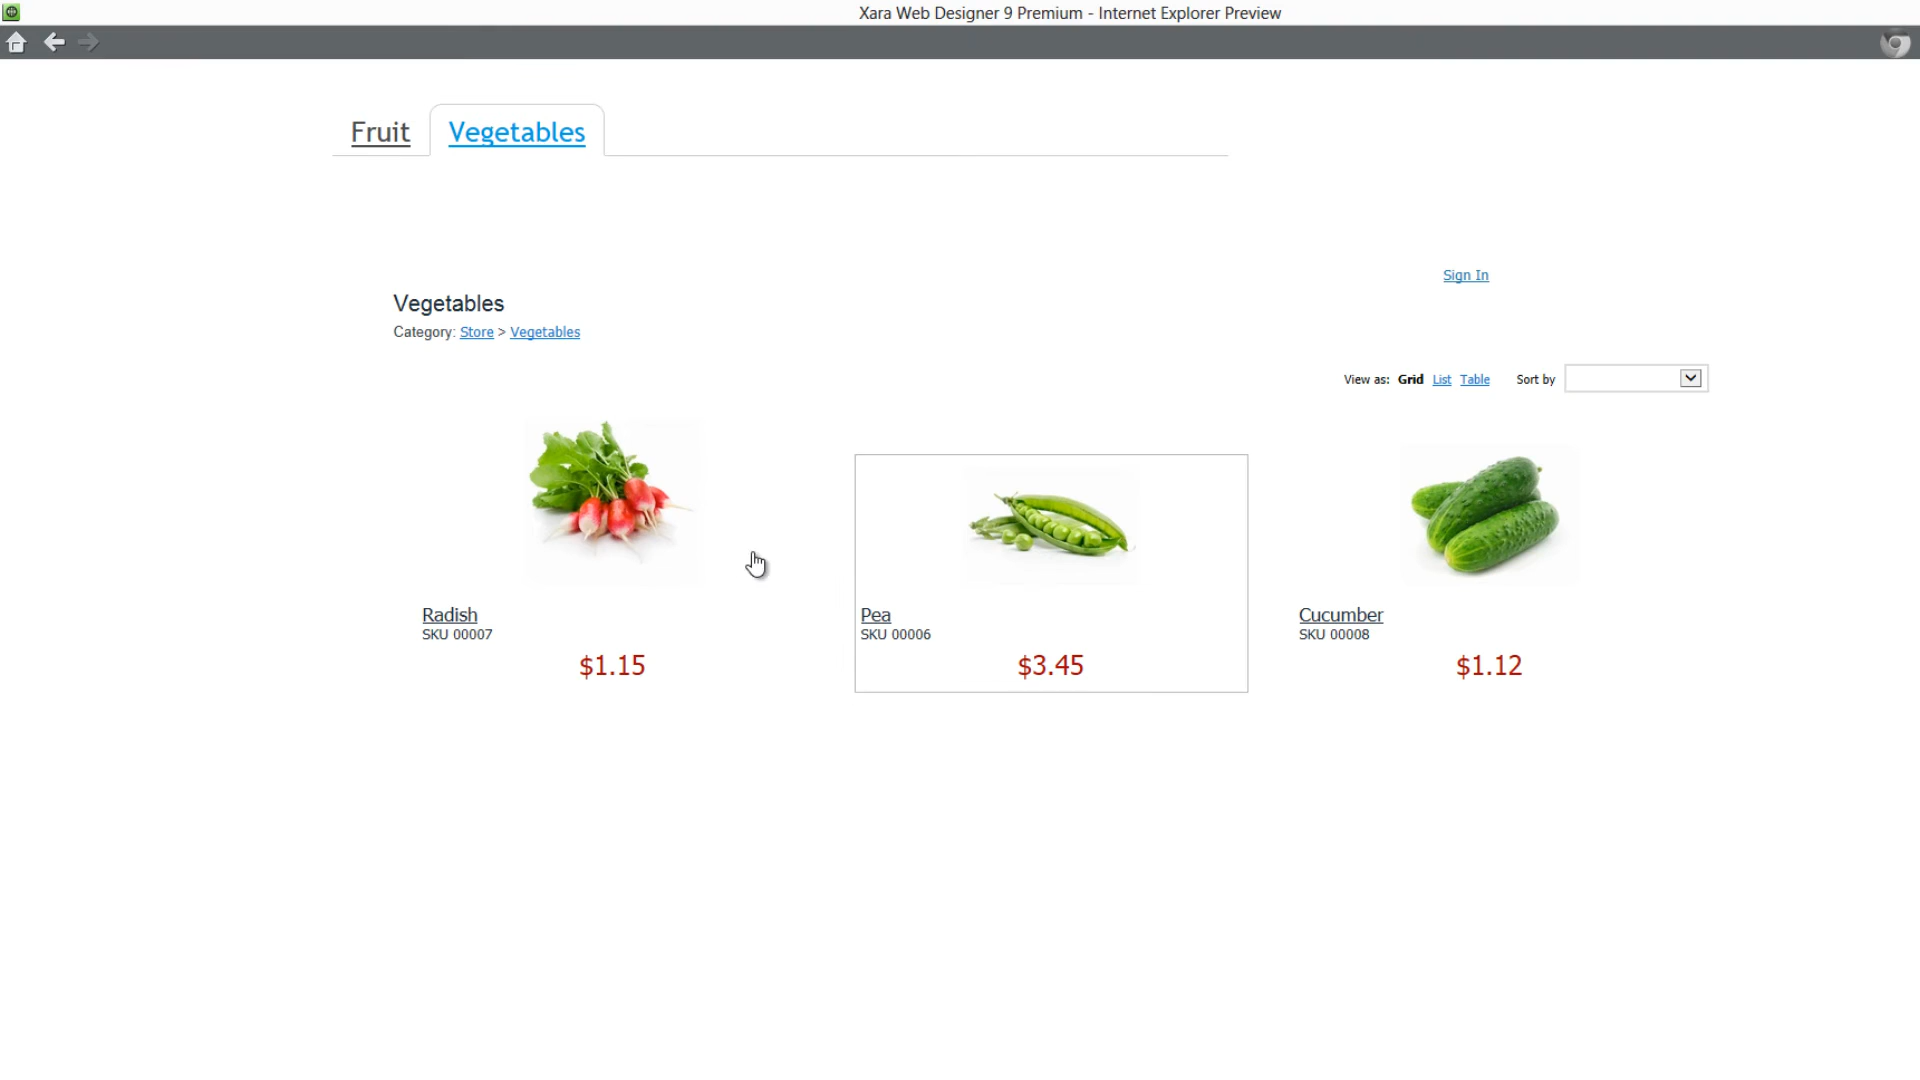 Xara Web Designer 9 Premium - Internet Explorer Preview
Fruit Vegetables
Sign In
Vegetables
Category: Store > Vegetables
View as: Grid List Table Sort by
Radish Pea Cucumber
SKU 00007 SKU 00006 SKU 00008
$1.15 $3.45 $1.12